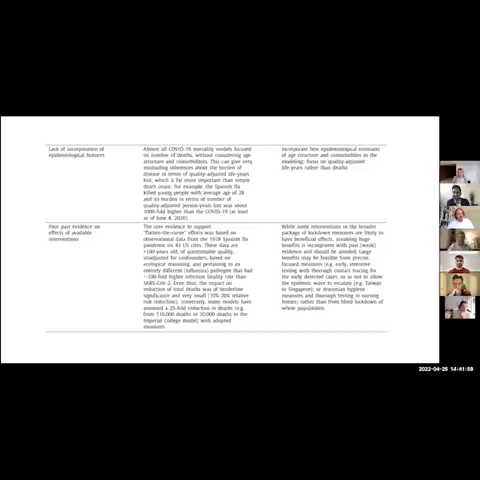 Lack of incorporation of
epidemiological features
Almost all COVID-19 mortality models focused
on number of deaths, without considering age
structure and comorbidities. This can give very
misleading inferences about the burden of
disease in terms of quality-adjusted life-years
lost, which is far more important than simple
death count. For example, the Spanish flu
killed young people with average age of 28
and its burden in terms of number of
quality-adjusted person-years lost was about
1000-fold higher than the COVID-19 (at least
as of June 8, 2020).
Incorporate best epidemiological estimates
of age structure and comorbidities in the
modeling; focus on quality-adjusted
life-years rather than deaths
Poor past evidence on
effects of available
interventions
The core evidence to support
"flatten-the-curve" efforts was based on
observational data from the 1918 Spanish flu
pandemic on 43 US cities. These data are
>100-years old, of questionable quality,
unadjusted for confounders, based on
ecological reasoning, and pertaining to an
entirely different (influenza) pathogen that had
~100-fold higher infection fatality rate than
SARS-CoV-2. Even thus, the impact on
reduction of total deaths was of borderline
significance and very small (10%-20% relative
risk reduction); conversely, many models have
assumed a 25-fold reduction in deaths (e.g.
from 510,000 deaths to 20,000 deaths in the
Imperial College model) with adopted
measures
While some interventions in the broader
package of lockdown measures are likely to
have beneficial effects, assuming huge
benefits is incongruent with past (weak)
evidence and should be avoided. Large
benefits may be feasible from precise,
focused measures (e.g. early, intensive
testing with thorough contact tracing for
the early detected cases, so as not to allow
the epidemic wave to escalate [e.g. Taiwan
or Singapore]; or draconian hygiene
measures and thorough testing in nursing
homes) rather than from blind lockdown of
whole populations.
2022-04-25 14:41:59